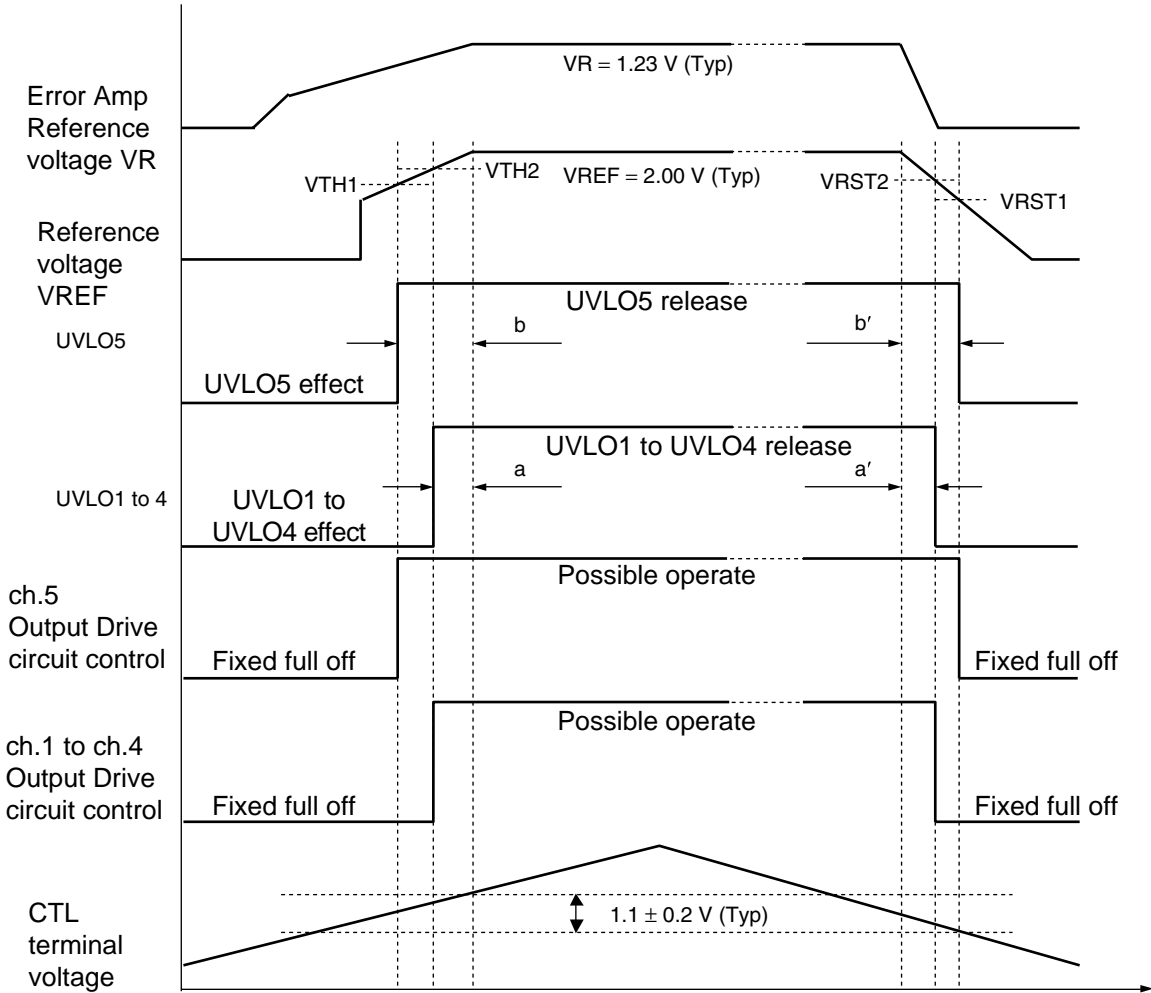 VR = 1.23 V (Typ)
Error Amp
Reference
voltage VR
VTH1
VTH2
VREF = 2.00 V (Typ)
VRST2
VRST1
Reference
voltage
VREF
UVLO5 release
UVLO5
b
b′
UVLO5 effect
UVLO1 to UVLO4 release
UVLO1 to 4
a
a′
UVLO1 to
UVLO4 effect
Possible operate
ch.5
Output Drive
circuit control
Fixed full off
Fixed full off
Possible operate
ch.1 to ch.4
Output Drive
circuit control
Fixed full off
Fixed full off
CTL
terminal
voltage
1.1 ± 0.2 V (Typ)